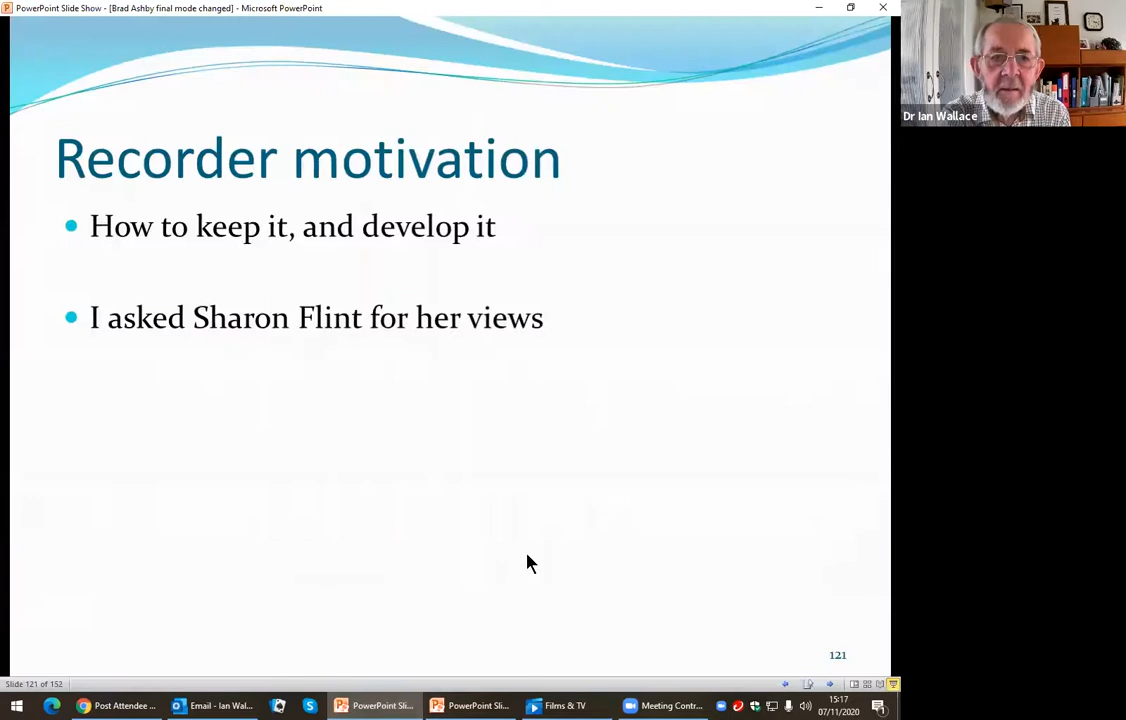 PowerPoint Slide Show - [Brad Ashby final mode changed] - Microsoft PowerPoint
Dr Ian Wallace
Recorder motivation
How to keep it, and develop it
I asked Sharon Flint for her views
121
Slide 121 of 152
Post Attendee ...
Email - Ian Wal...
PowerPoint Sli...
PowerPoint Sli...
Films & TV
Meeting Contr...
15:17
07/11/2020